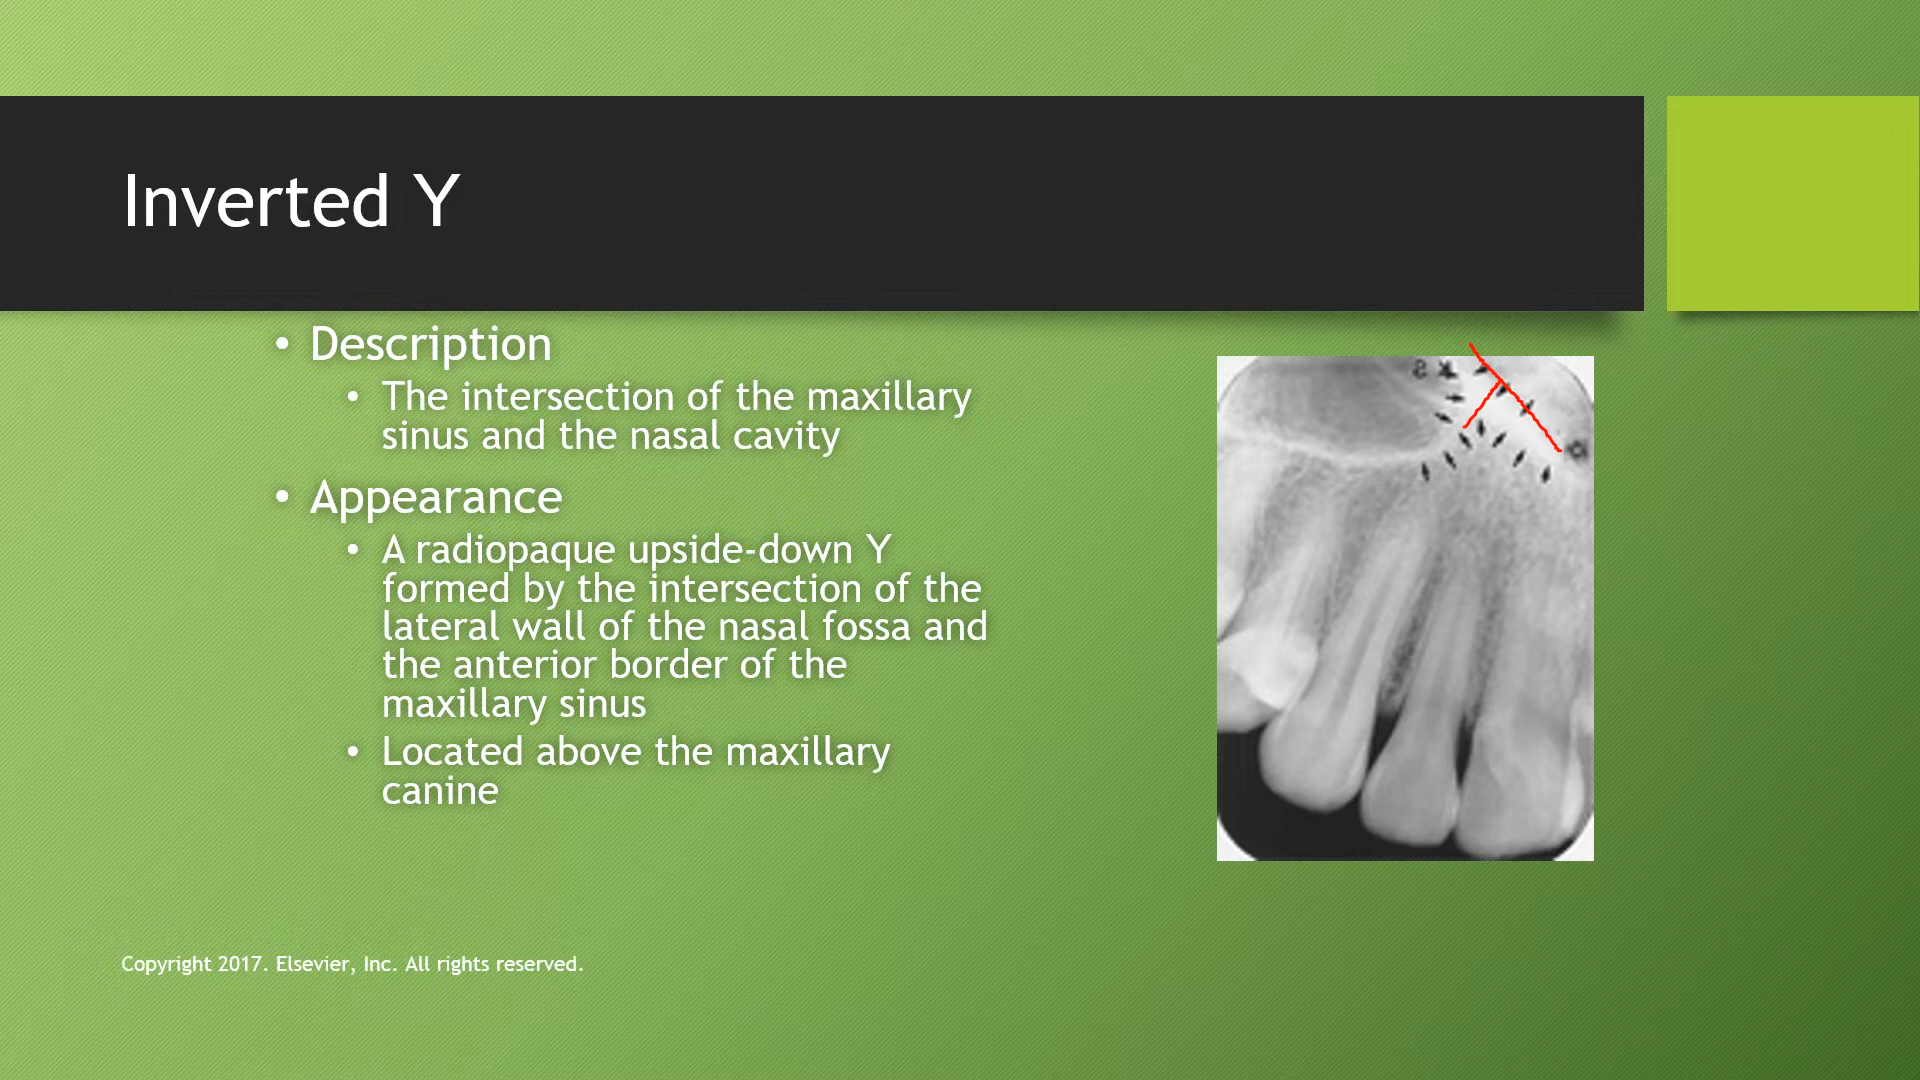 Inverted Y
• Description
• The intersection of the maxillary
sinus and the nasal cavity
• Appearance
• A radiopaque upside-down Y
formed by the intersection of the
lateral wall of the nasal fossa and
the anterior border of the
maxillary sinus
• Located above the maxillary
canine
Copyright 2017. Elsevier, Inc. All rights reserved.